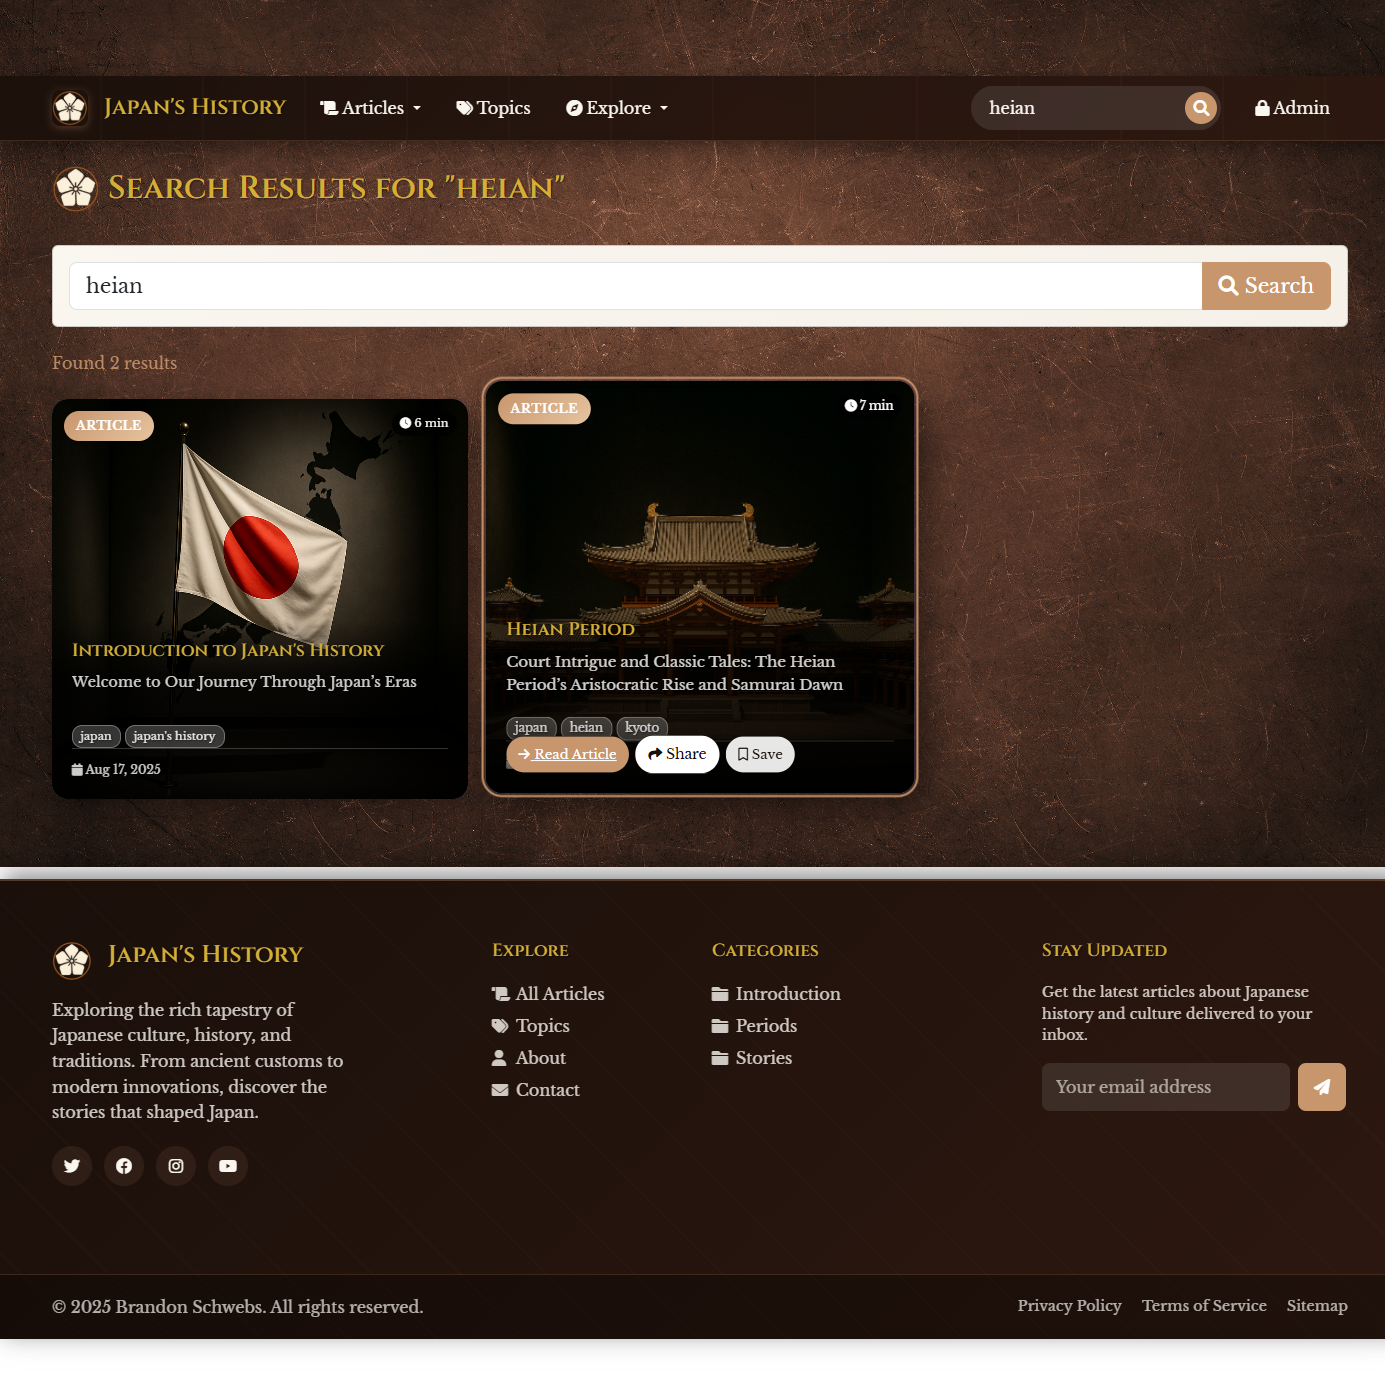 Japan's History
Articles
Topics
Explore
heian
Admin
Search Results for "heian"
heian
Search
Found 2 results
ARTICLE
6 min
Introduction to Japan's History
Welcome to Our Journey Through Japan's Eras
japan
japan's history
Aug 17, 2025
ARTICLE
7 min
Heian Period
Court Intrigue and Classic Tales: The Heian
Period's Aristocratic Rise and Samurai Dawn
japan
heian
kyoto
Read Article
Share
Save
Japan's History
Exploring the rich tapestry of
Japanese culture, history, and
traditions. From ancient customs to
modern innovations, discover the
stories that shaped Japan.
Explore
All Articles
Topics
About
Contact
Categories
Introduction
Periods
Stories
Stay Updated
Get the latest articles about Japanese
history and culture delivered to your
inbox.
Your email address
© 2025 Brandon Schwebs. All rights reserved.
Privacy Policy
Terms of Service
Sitemap